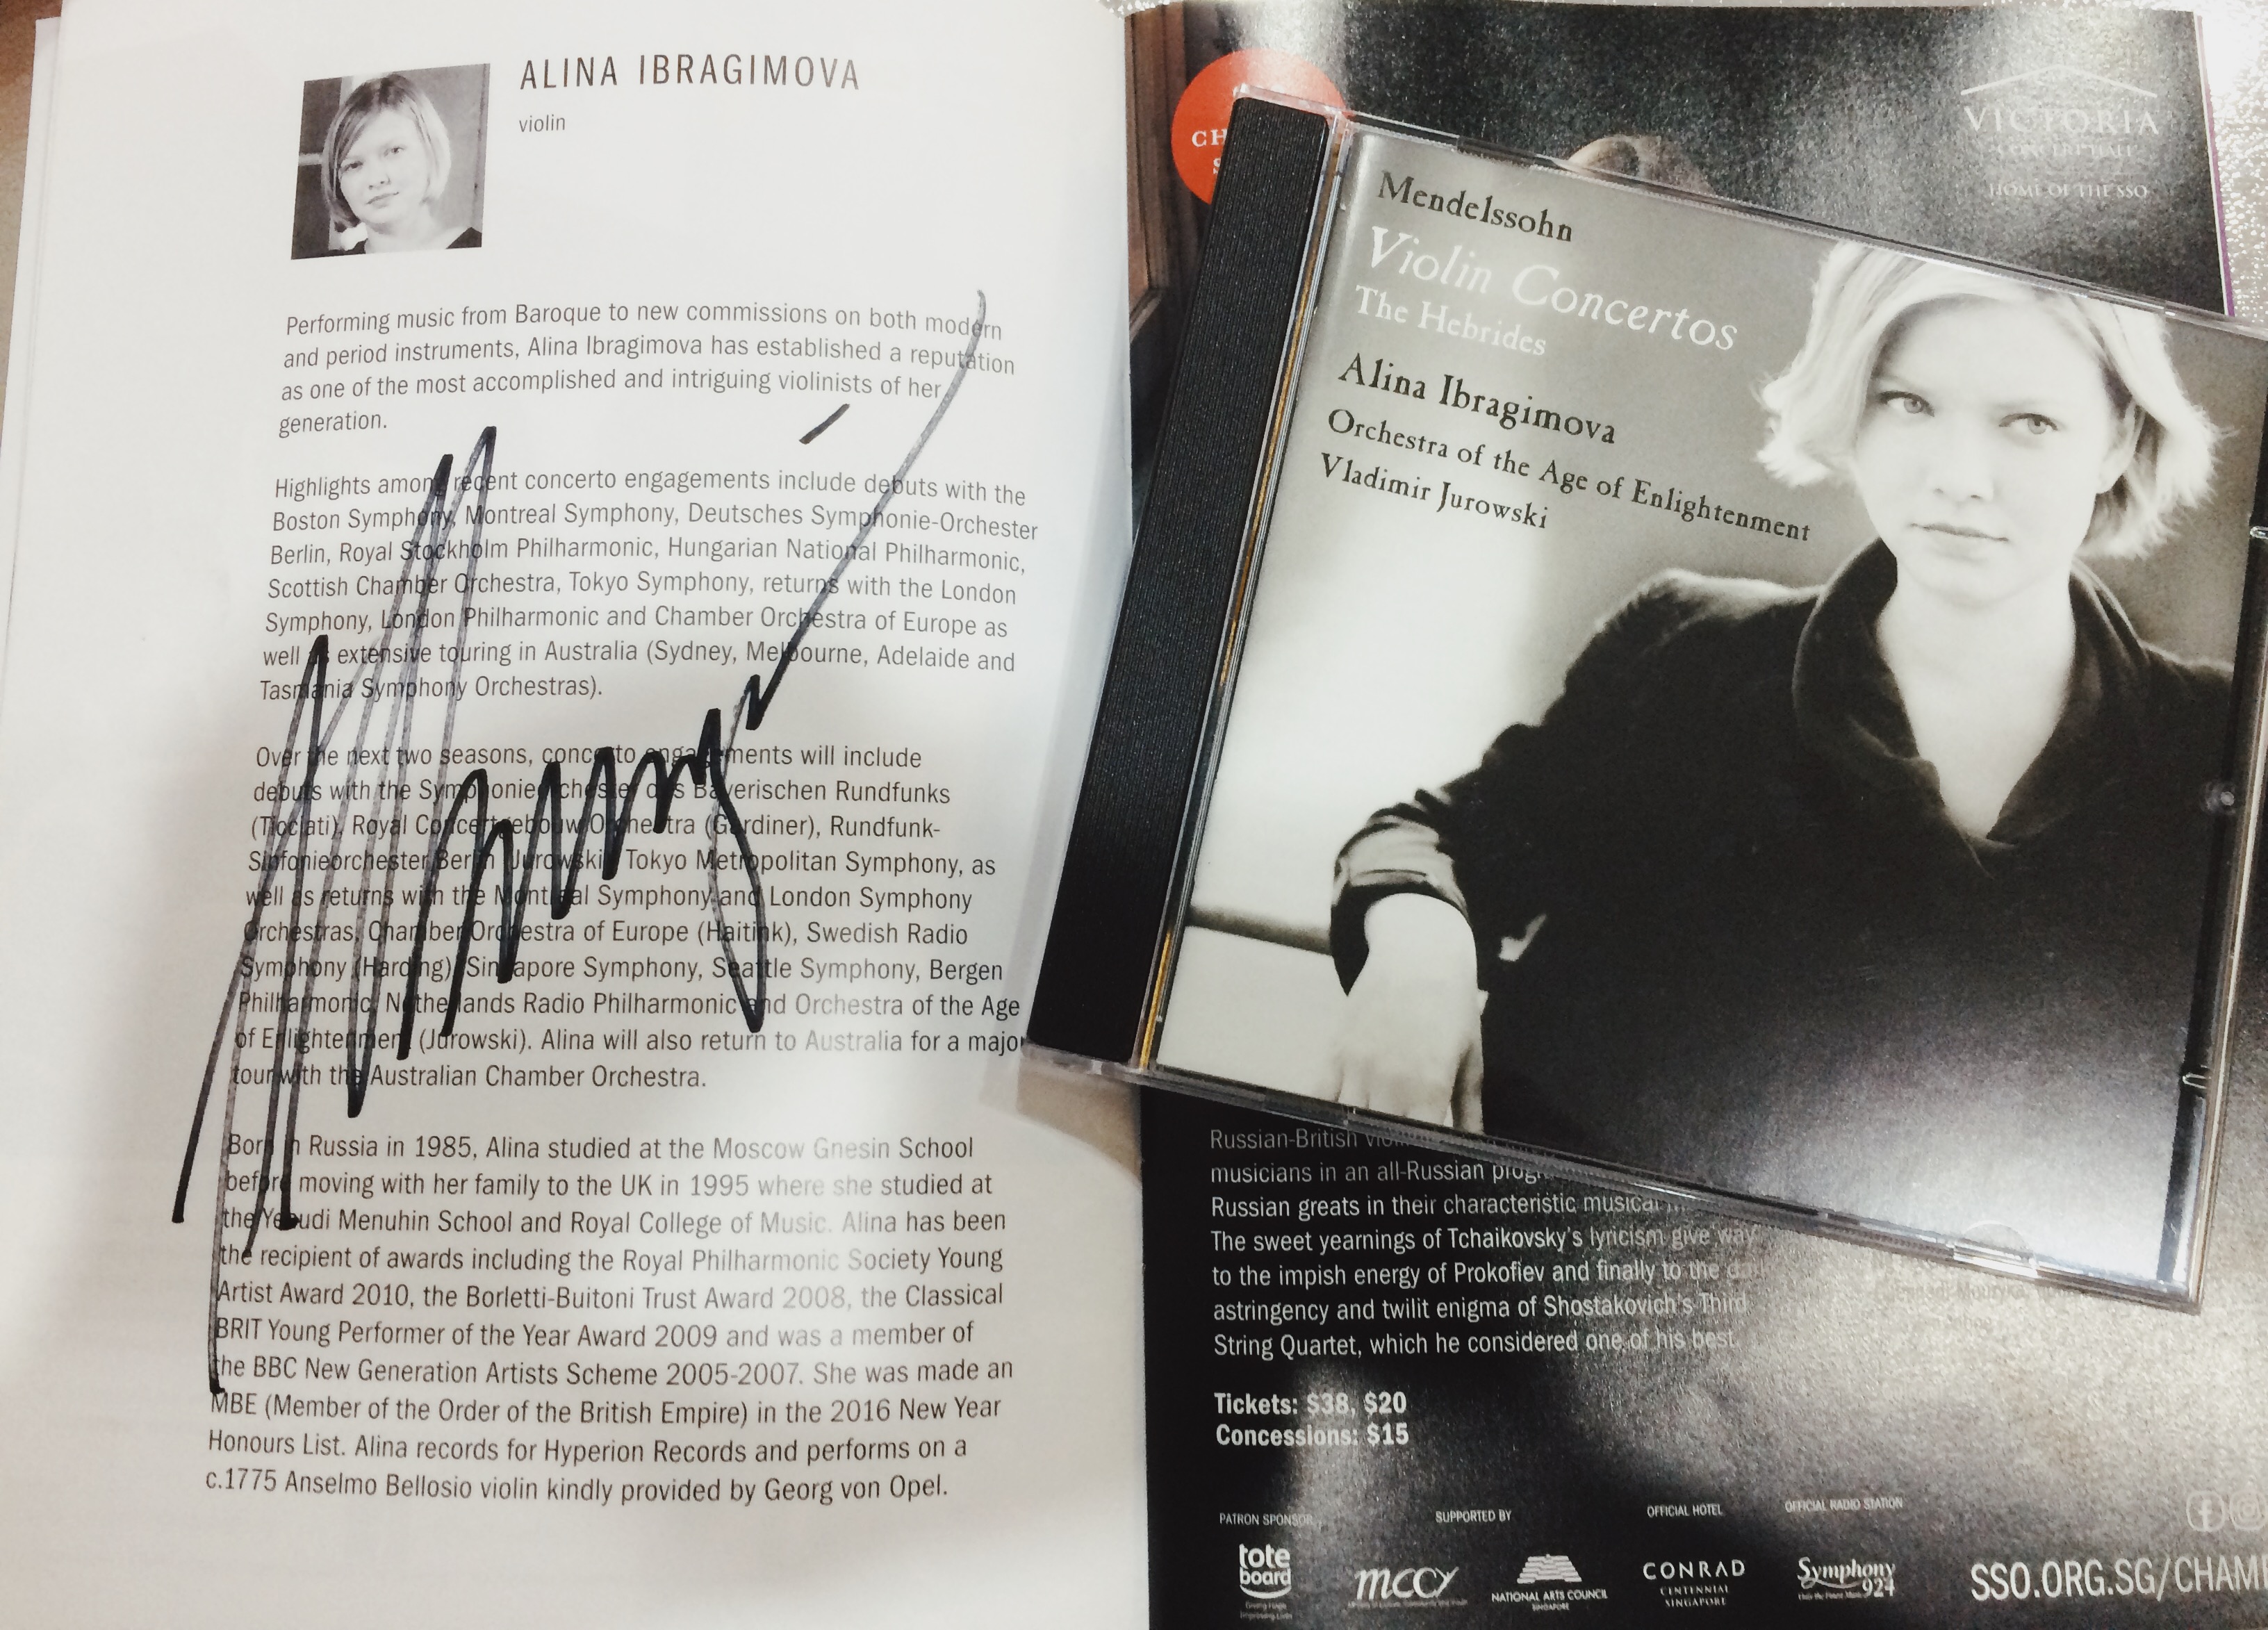 ALINA IBRAGIMOVA
violin
Performing music from Baroque to new commissions on both modern
and period instruments, Alina Ibragimova has established a reputation
as one of the most accomplished and intriguing violinists of her
generation.
Highlights among recent concerto engagements include debuts with the
Boston Symphony, Montreal Symphony, Deutsches Symphonie-Orchester
Berlin, Royal Stockholm Philharmonic, Hungarian National Philharmonic,
Scottish Chamber Orchestra, Tokyo Symphony, returns with the London
Symphony, London Philharmonic and Chamber Orchestra of Europe as
well as extensive touring in Australia (Sydney, Melbourne, Adelaide and
Tasmania Symphony Orchestras).
Over the next two seasons, concerto engagements will include
debuts with the Symphonieorchester des Bayerischen Rundfunks
(Ticciati), Royal Concertgebouw Orchestra (Gardiner), Rundfunk-
Sinfonieorchester Berlin (Jurowski), Tokyo Metropolitan Symphony, as
well as returns with the Montreal Symphony and London Symphony
Orchestras, Chamber Orchestra of Europe (Haitink), Swedish Radio
Symphony (Harding), Singapore Symphony, Seattle Symphony, Bergen
Philharmonic, Netherlands Radio Philharmonic and Orchestra of the Age
of Enlightenment (Jurowski). Alina will also return to Australia for a major
tour with the Australian Chamber Orchestra.
Born in Russia in 1985, Alina studied at the Moscow Gnesin School
before moving with her family to the UK in 1995 where she studied at
the Yehudi Menuhin School and Royal College of Music. Alina has been
the recipient of awards including the Royal Philharmonic Society Young
Artist Award 2010, the Borletti-Buitoni Trust Award 2008, the Classical
BRIT Young Performer of the Year Award 2009 and was a member of
the BBC New Generation Artists Scheme 2005-2007. She was made an
MBE (Member of the Order of the British Empire) in the 2016 New Year
Honours List. Alina records for Hyperion Records and performs on a
c.1775 Anselmo Bellosio violin kindly provided by Georg von Opel.
VICTORIA
CONCERT HALL
HOME OF THE SSO
Mendelssohn
Violin Concertos
The Hebrides
Alina Ibragimova
Orchestra of the Age of Enlightenment
Vladimir Jurowski
Russian-British
musicians in an all-Russian
Russian greats in their characteristic musical
The sweet yearnings of Tchaikovsky's lyricism give way
to the impish energy of Prokofiev and finally to the
astringency and twilit enigma of Shostakovich's Third
String Quartet, which he considered one of his best.
Tickets: $38, $20
Concessions: $15
PATRON SPONSOR
SUPPORTED BY
OFFICIAL HOTEL
OFFICIAL RADIO STATION
tote
board
Giving Hope
Improving Lives
mccy
NATIONAL ARTS COUNCIL
SINGAPORE
CONRAD
CENTENNIAL
SINGAPORE
Symphony
924
SSO.ORG.SG/CHAM